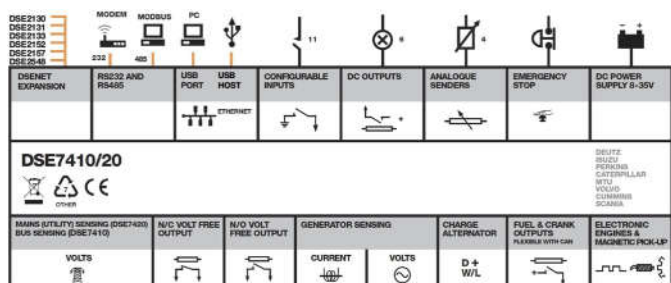 DSE2130
DSE2131
DSE2133
DSE2152
DSE2157
DSE2548
MODEM
MODBUS
PC
232
485
11
6
4
DSENET
EXPANSION
RS232 AND
RS485
USB
PORT
USB
HOST
ETHERNET
CONFIGURABLE
INPUTS
DC OUTPUTS
ANALOGUE
SENDERS
EMERGENCY
STOP
DC POWER
SUPPLY 8-35V
DSE7410/20
7
OTHER
CE
DEUTZ
ISUZU
PERKINS
CATERPILLAR
MTU
VOLVO
CUMMINS
SCANIA
MAINS (UTILITY) SENSING (DSE7420)
BUS SENSING (DSE7410)
VOLTS
N/C VOLT FREE
OUTPUT
N/O VOLT
FREE OUTPUT
GENERATOR SENSING
CURRENT
VOLTS
CHARGE
ALTERNATOR
D+
W/L
FUEL & CRANK
OUTPUTS
FLEXIBLE WITH CAN
ELECTRONIC
ENGINES &
MAGNETIC PICK-UP